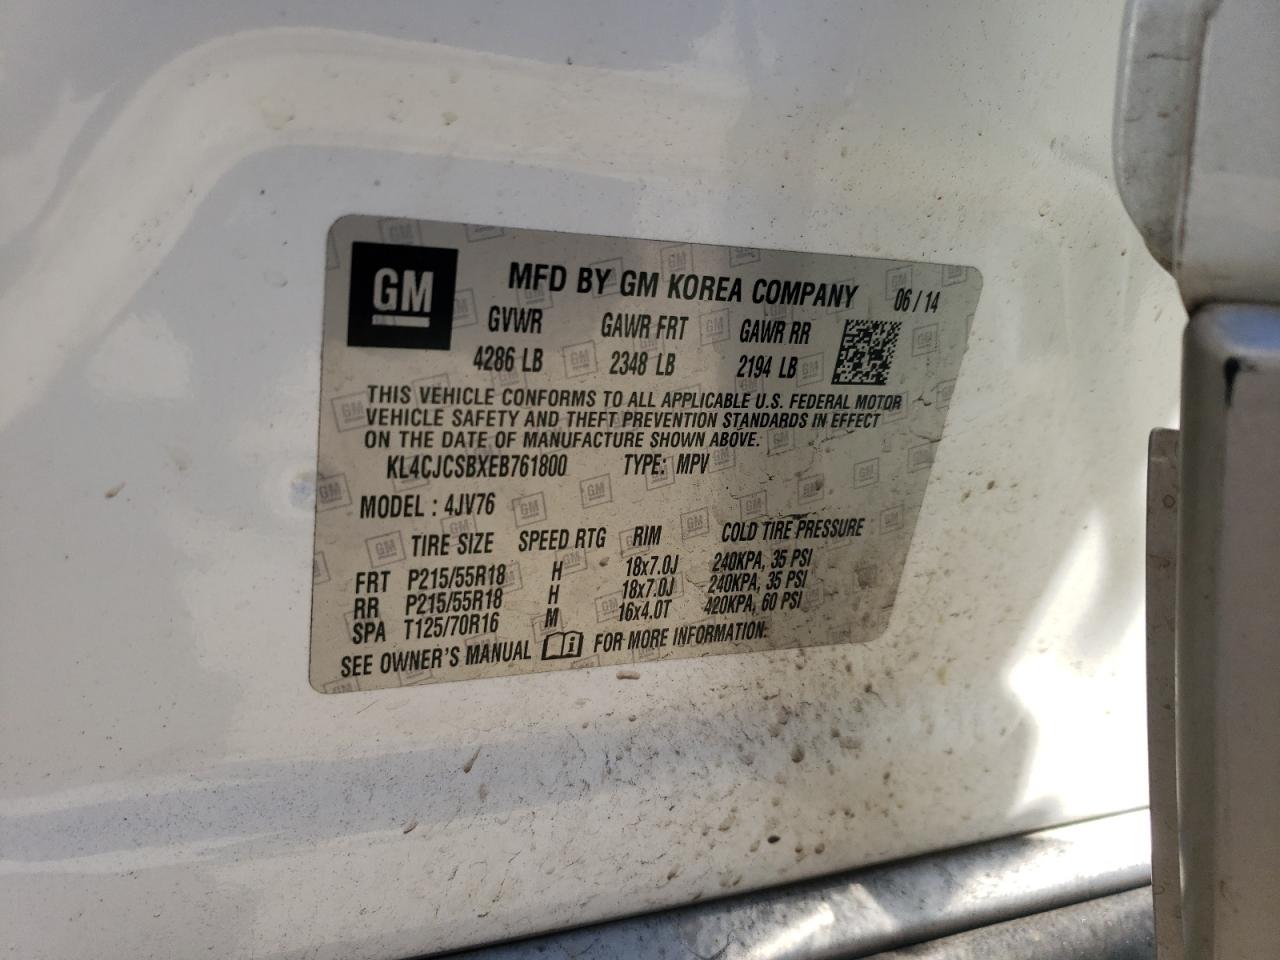 GM
MFD BY GM KOREA COMPANY 06 / 14
GVWR GAWR FRT GAWR RR
4286 LB 2348 LB 2194 LB
THIS VEHICLE CONFORMS TO ALL APPLICABLE U.S. FEDERAL MOTOR
VEHICLE SAFETY AND THEFT PREVENTION STANDARDS IN EFFECT
ON THE DATE OF MANUFACTURE SHOWN ABOVE.
KL4CJCSBXEB761800 TYPE: MPV
MODEL : 4JV76
TIRE SIZE SPEED RTG RIM COLD TIRE PRESSURE
FRT P215/55R18 H 18x7.0J 240KPA, 35 PSI
RR P215/55R18 H 18x7.0J 240KPA, 35 PSI
SPA T125/70R16 M 16x4.0T 420KPA, 60 PSI
SEE OWNER'S MANUAL i FOR MORE INFORMATION.